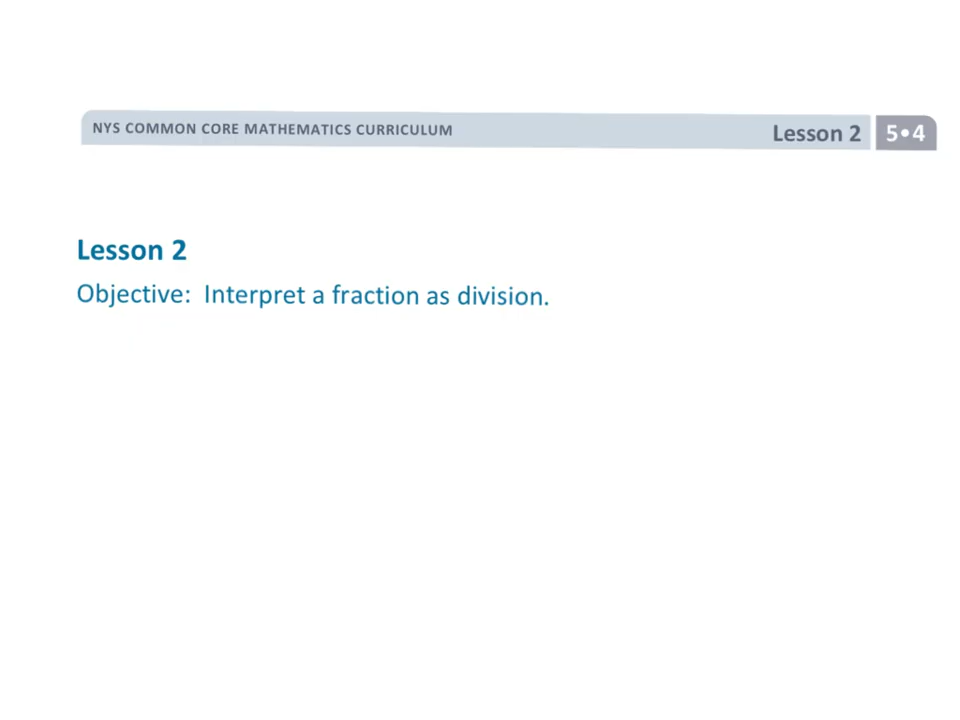 NYS COMMON CORE MATHEMATICS CURRICULUM Lesson 2 5•4
Lesson 2
Objective: Interpret a fraction as division.